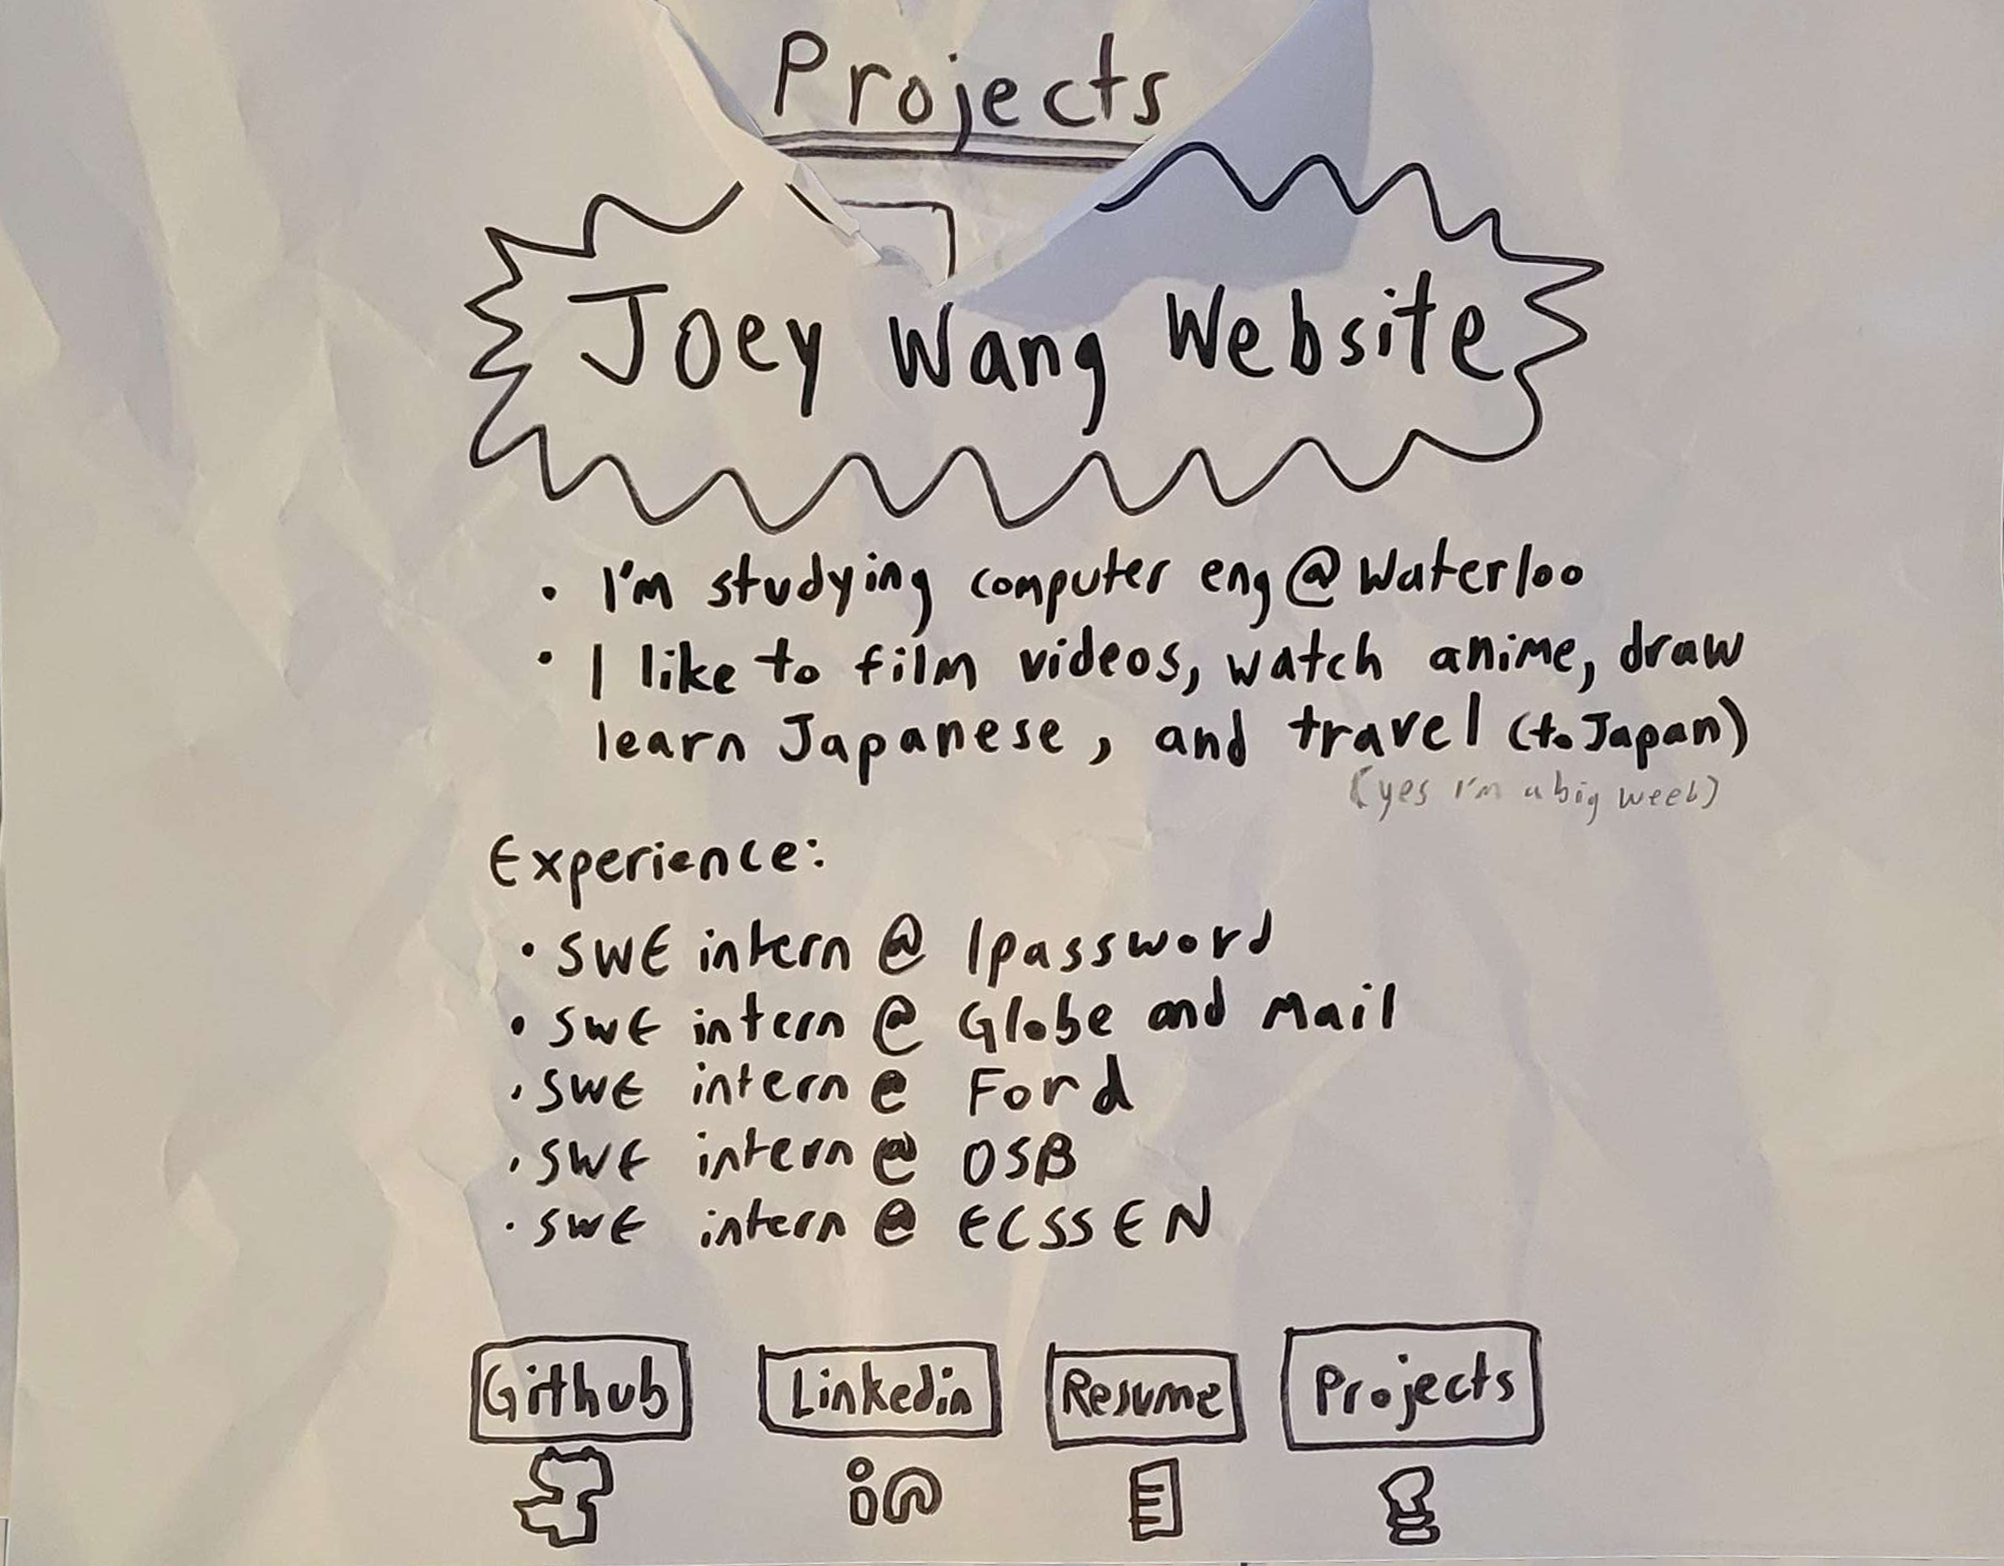 Projects
Joey Wang Website
• I'm studying computer eng @ Waterloo
• I like to film videos, watch anime, draw
learn Japanese, and travel (to Japan)
(yes I'm a big weeb)
Experience:
• SWE intern @ 1password
• SWE intern @ Globe and Mail
• SWE intern @ Ford
• SWE intern @ OSB
• SWE intern @ ECSSEN
Github Linkedin Resume Projects
in